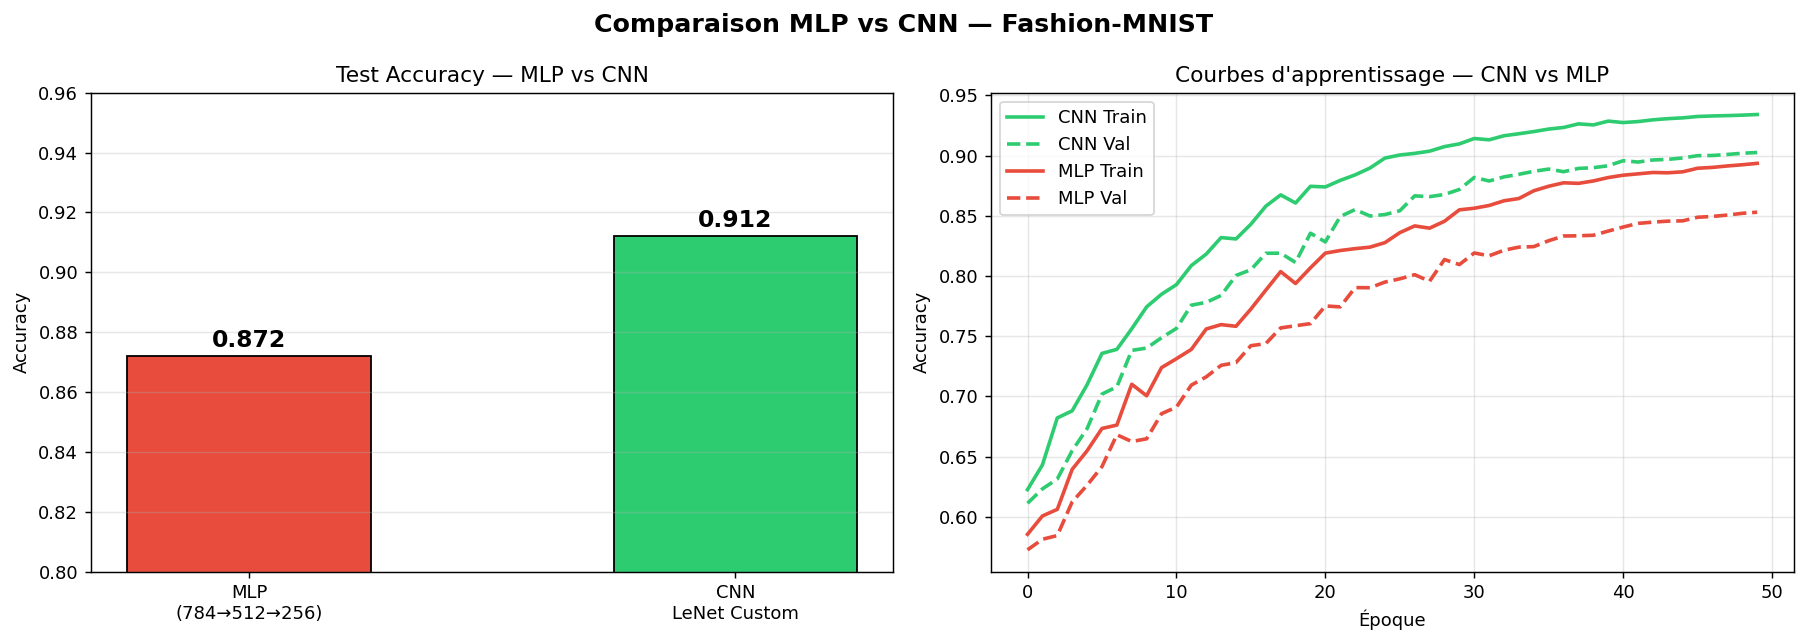 Comparaison MLP vs CNN — Fashion-MNIST
Test Accuracy — MLP vs CNN
Accuracy
0.96
0.94
0.92
0.90
0.88
0.86
0.84
0.82
0.80
0.872
0.912
MLP
(784→512→256)
CNN
LeNet Custom
Courbes d'apprentissage — CNN vs MLP
Accuracy
0.95
0.90
0.85
0.80
0.75
0.70
0.65
0.60
CNN Train
CNN Val
MLP Train
MLP Val
0
10
20
30
40
50
Époque